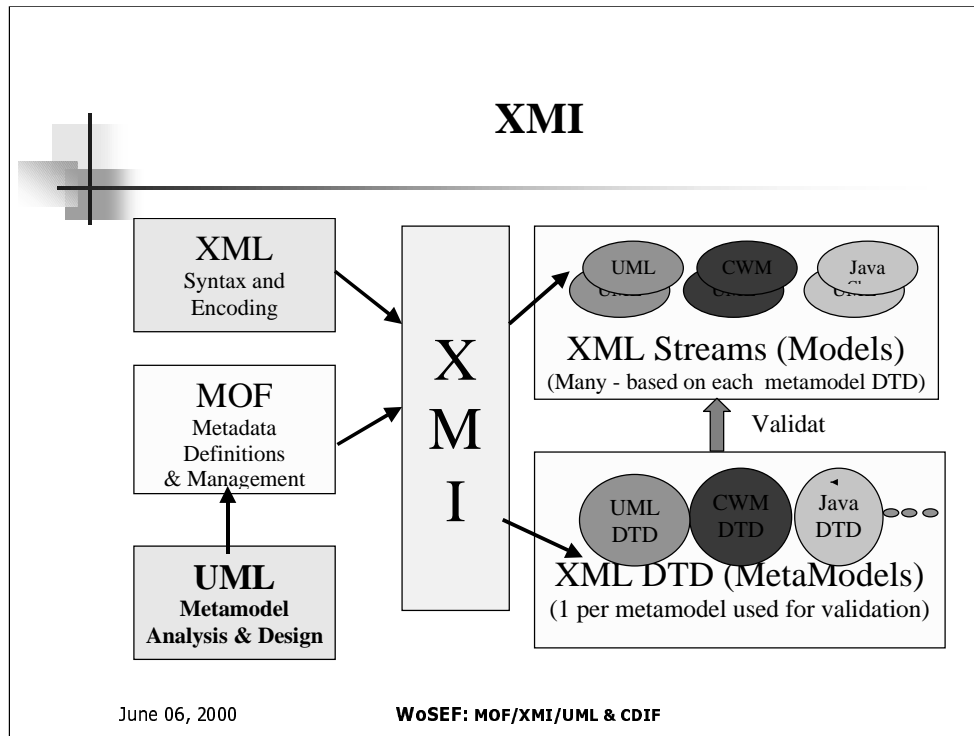 XMI
XML
Syntax and
Encoding
MOF
Metadata
Definitions
& Management
UML
Metamodel
Analysis & Design
X
M
I
UML
CWM
Java
UML
XML Streams (Models)
(Many - based on each metamodel DTD)
Validat
UML
DTD
CWM
DTD
Java
DTD
XML DTD (MetaModels)
(1 per metamodel used for validation)
June 06, 2000
WoSEF: MOF/XMI/UML & CDIF